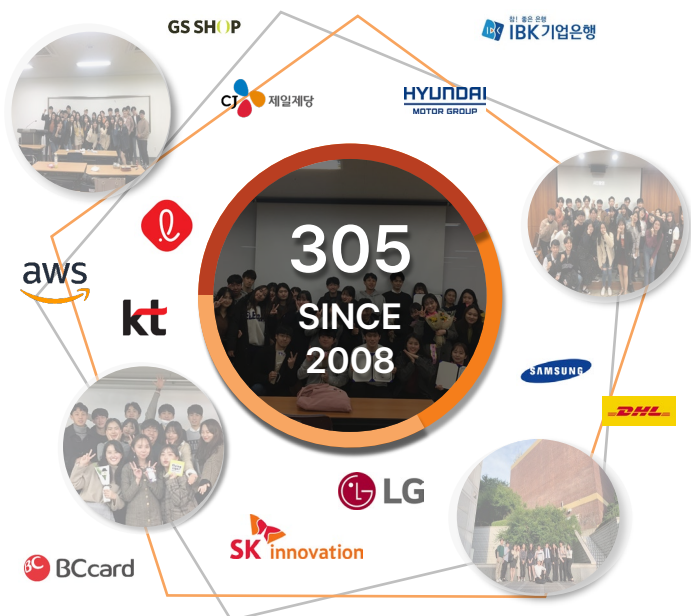 GS SHOP
참! 좋은 은행
IBK기업은행
CJ 제일제당
HYUNDAI
MOTOR GROUP
aws
kt
305
SINCE
2008
SAMSUNG
DHL
LG
SK innovation
BCcard